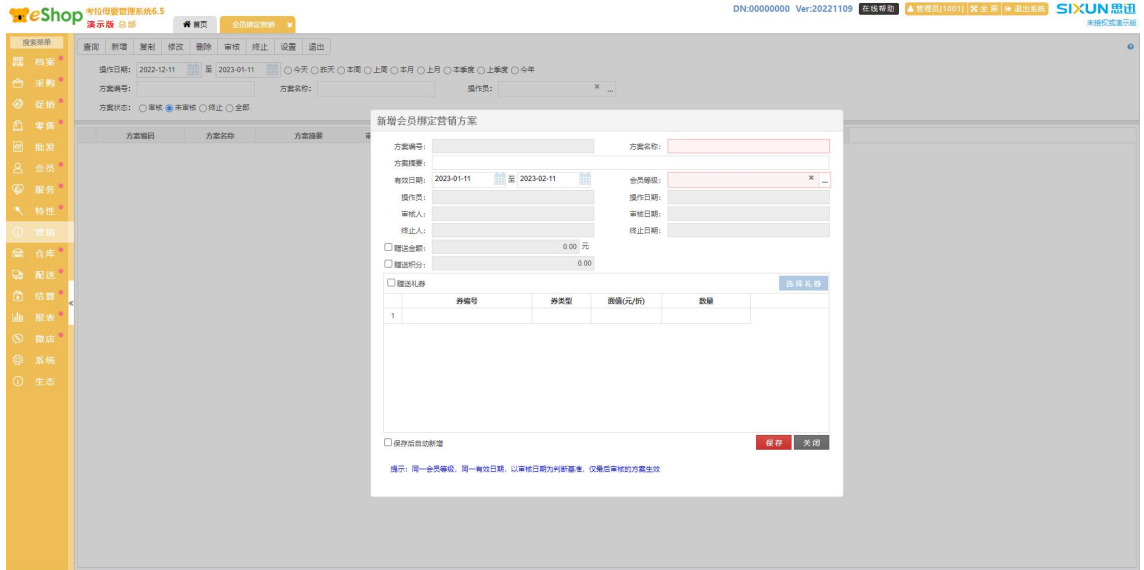 eShop 考拉母婴管理系统6.5
演示版 总部
首页 会员绑定营销 ×
DN:00000000 Ver:20221109 在线帮助 管理员[1001] 全屏 退出系统 SIXUN思迅
未授权或演示版
搜索菜单
档案
采购
促销
零售
批发
会员
服务
特性
营销
仓库
配送
结算
报表
微店
系统
生态
查询 新增 复制 修改 删除 审核 终止 设置 退出
操作日期: 2022-12-11 至 2023-01-11 今天 昨天 本周 上周 本月 上月 本季度 上季度 今年
方案编号: 方案名称: 操作员: × ...
方案状态: 审核 未审核 终止 全部
方案编码 方案名称 方案摘要
新增会员绑定营销方案
方案编号: 方案名称:
方案摘要:
有效日期: 2023-01-11 至 2023-02-11 会员等级: × ...
操作员: 操作日期:
审核人: 审核日期:
终止人: 终止日期:
赠送金额: 0.00 元
赠送积分: 0.00
赠送礼券 选择礼券
券编号 券类型 面值(元/折) 数量
1
保存后自动新增 保存 关闭
提示: 同一会员等级, 同一有效日期, 以审核日期为判断基准, 仅最后审核的方案生效